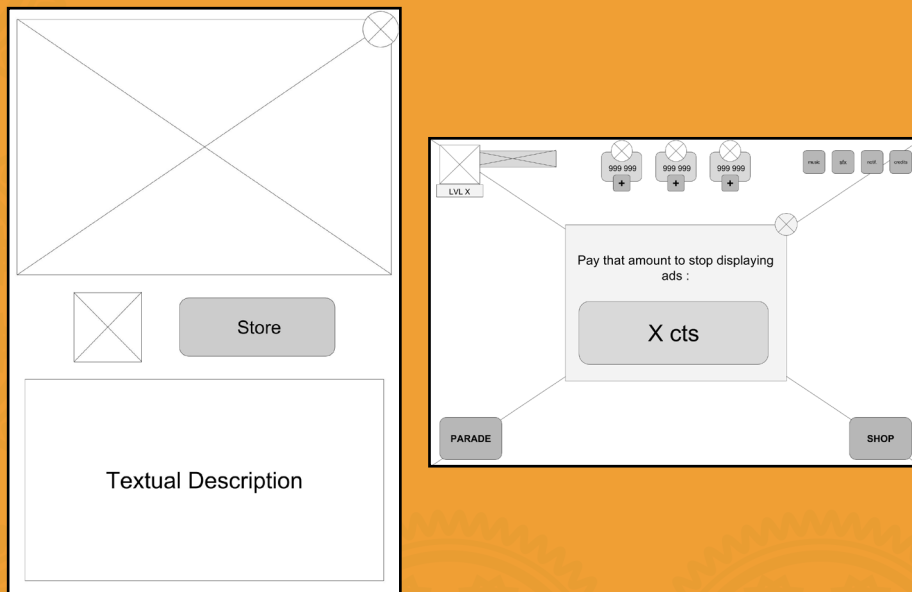 Store
Textual Description
999 999
999 999
999 999
music
sfx
notif
credits
+
+
+
LVL X
Pay that amount to stop displaying
ads :
X cts
PARADE
SHOP